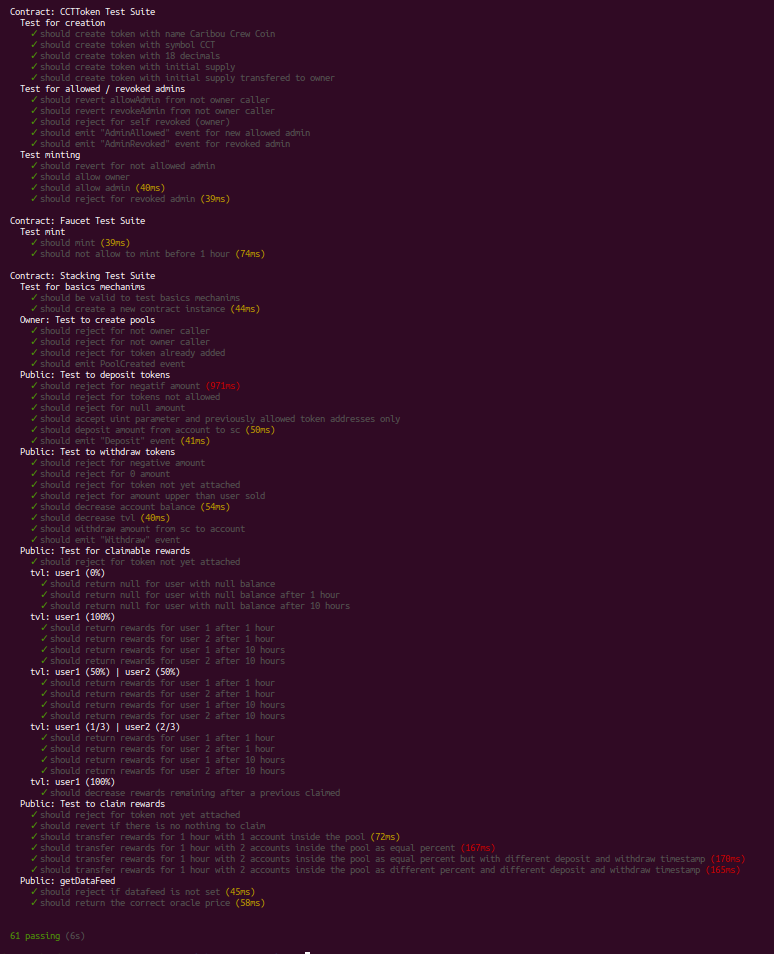 Contract: CCTToken Test Suite
Test for creation
✓ should create token with name Caribou Crew Coin
✓ should create token with symbol CCT
✓ should create token with 18 decimals
✓ should create token with initial supply
✓ should create token with initial supply transfered to owner
Test for allowed / revoked admins
✓ should revert allowAdmin from not owner caller
✓ should revert revokeAdmin from not owner caller
✓ should reject for self revoked (owner)
✓ should emit "AdminAllowed" event for new allowed admin
✓ should emit "AdminRevoked" event for revoked admin
Test minting
✓ should revert for not allowed admin
✓ should allow owner
✓ should allow admin (40ms)
✓ should reject for revoked admin (39ms)
Contract: Faucet Test Suite
Test mint
✓ should mint (39ms)
✓ should not allow to mint before 1 hour (74ms)
Contract: Stacking Test Suite
Test for basics mechanims
✓ should be valid to test basics mechanims
✓ should create a new contract instance (44ms)
Owner: Test to create pools
✓ should reject for not owner caller
✓ should reject for not owner caller
✓ should reject for token already added
✓ should emit PoolCreated event
Public: Test to deposit tokens
✓ should reject for negatif amount (971ms)
✓ should reject for tokens not allowed
✓ should reject for null amount
✓ should accept uint parameter and previously allowed token addresses only
✓ should deposit amount from account to sc (50ms)
✓ should emit "Deposit" event (41ms)
Public: Test to withdraw tokens
✓ should reject for negative amount
✓ should reject for 0 amount
✓ should reject for token not yet attached
✓ should reject for amount upper than user sold
✓ should decrease account balance (54ms)
✓ should decrease tvl (40ms)
✓ should withdraw amount from sc to account
✓ should emit "Withdraw" event
Public: Test for claimable rewards
✓ should reject for token not yet attached
tvl: user1 (0%)
✓ should return null for user with null balance
✓ should return null for user with null balance after 1 hour
✓ should return null for user with null balance after 10 hours
tvl: user1 (100%)
✓ should return rewards for user 1 after 1 hour
✓ should return rewards for user 2 after 1 hour
✓ should return rewards for user 1 after 10 hours
✓ should return rewards for user 2 after 10 hours
tvl: user1 (50%) | user2 (50%)
✓ should return rewards for user 1 after 1 hour
✓ should return rewards for user 2 after 1 hour
✓ should return rewards for user 1 after 10 hours
✓ should return rewards for user 2 after 10 hours
tvl: user1 (1/3) | user2 (2/3)
✓ should return rewards for user 1 after 1 hour
✓ should return rewards for user 2 after 1 hour
✓ should return rewards for user 1 after 10 hours
✓ should return rewards for user 2 after 10 hours
tvl: user1 (100%)
✓ should decrease rewards remaining after a previous claimed
Public: Test to claim rewards
✓ should reject for token not yet attached
✓ should revert if there is no nothing to claim
✓ should transfer rewards for 1 hour with 1 account inside the pool (72ms)
✓ should transfer rewards for 1 hour with 2 accounts inside the pool as equal percent (167ms)
✓ should transfer rewards for 1 hour with 2 accounts inside the pool as equal percent but with different deposit and withdraw timestamp (170ms)
✓ should transfer rewards for 1 hour with 2 accounts inside the pool as different percent and different deposit and withdraw timestamp (165ms)
Public: getDataFeed
✓ should reject if datafeed is not set (45ms)
✓ should return the correct oracle price (58ms)
61 passing (6s)